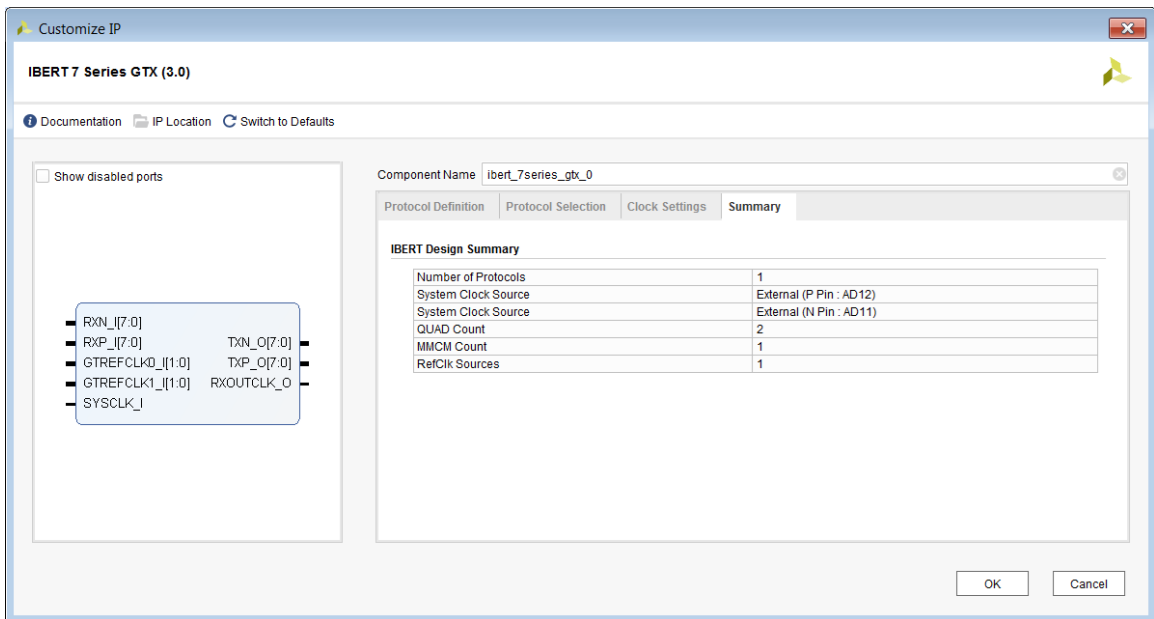 Customize IP
IBERT 7 Series GTX (3.0)
Documentation IP Location Switch to Defaults
Show disabled ports
RXN_I[7:0]
RXP_I[7:0] TXN_O[7:0]
GTREFCLK0_I[1:0] TXP_O[7:0]
GTREFCLK1_I[1:0] RXOUTCLK_O
SYSCLK_I
Component Name ibert_7series_gtx_0
Protocol Definition Protocol Selection Clock Settings Summary
IBERT Design Summary
Number of Protocols 1
System Clock Source External (P Pin : AD12)
System Clock Source External (N Pin : AD11)
QUAD Count 2
MMCM Count 1
RefClk Sources 1
OK Cancel